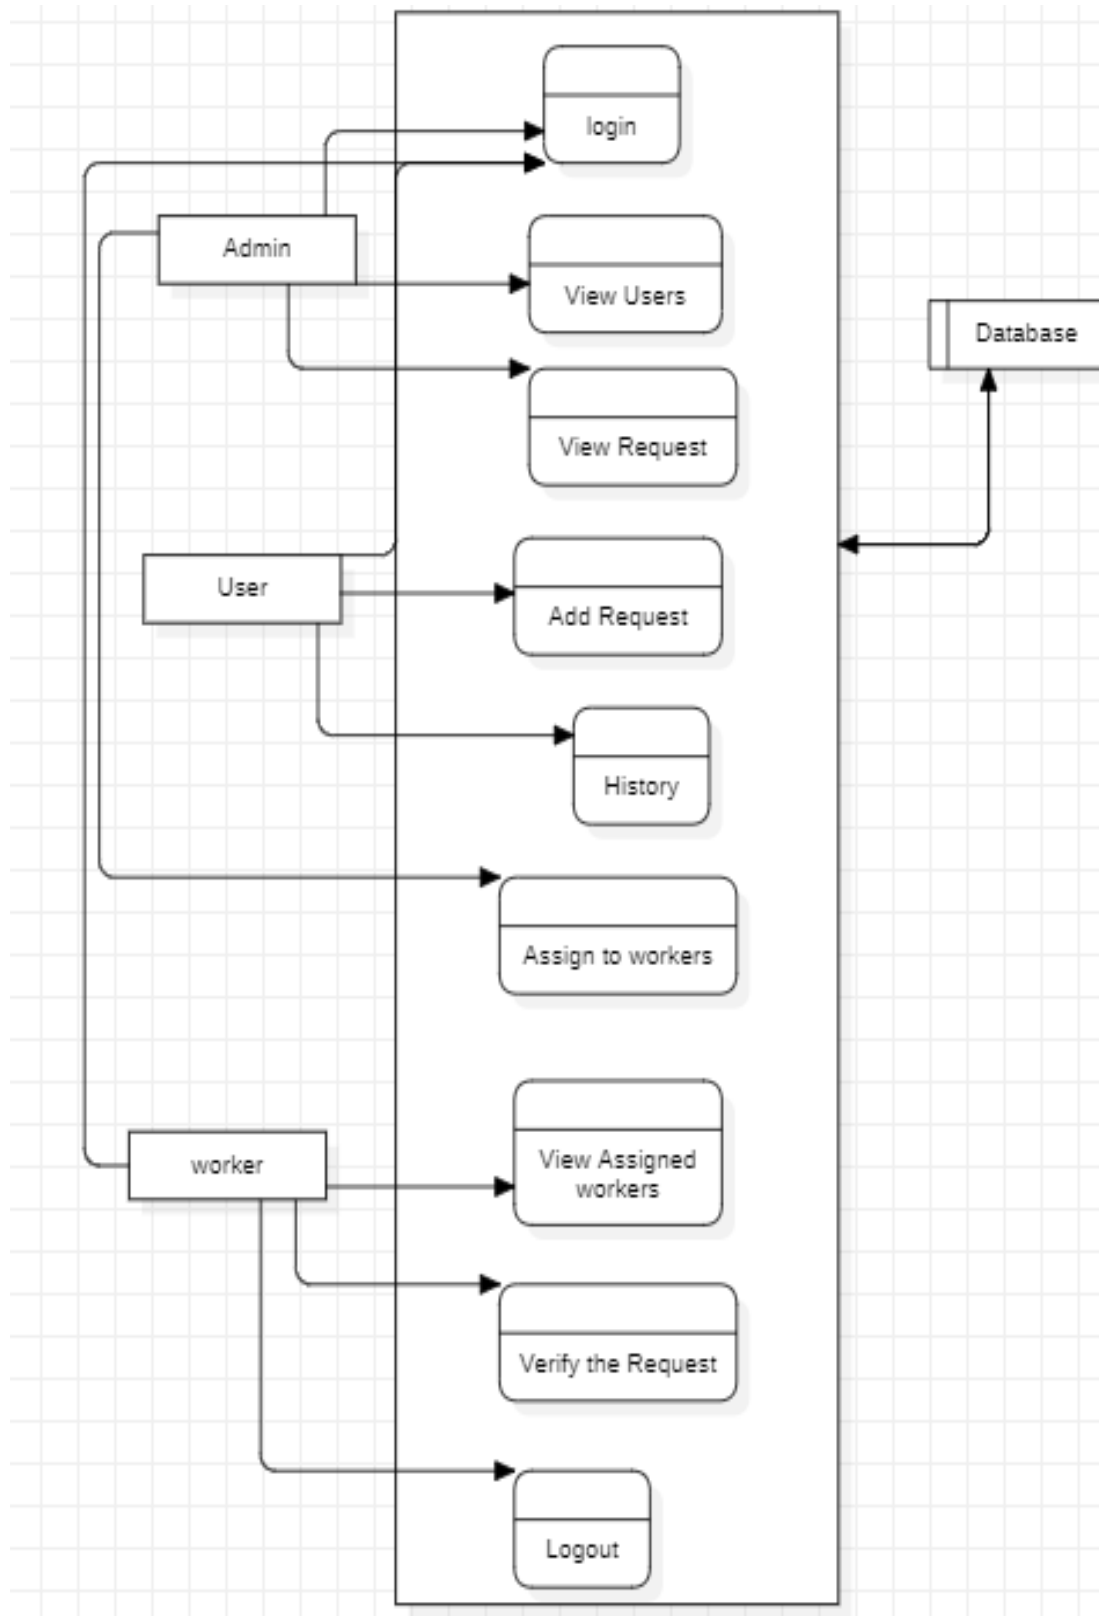 login
Admin
View Users
Database
View Request
User
Add Request
History
Assign to workers
worker
View Assigned
workers
Verify the Request
Logout